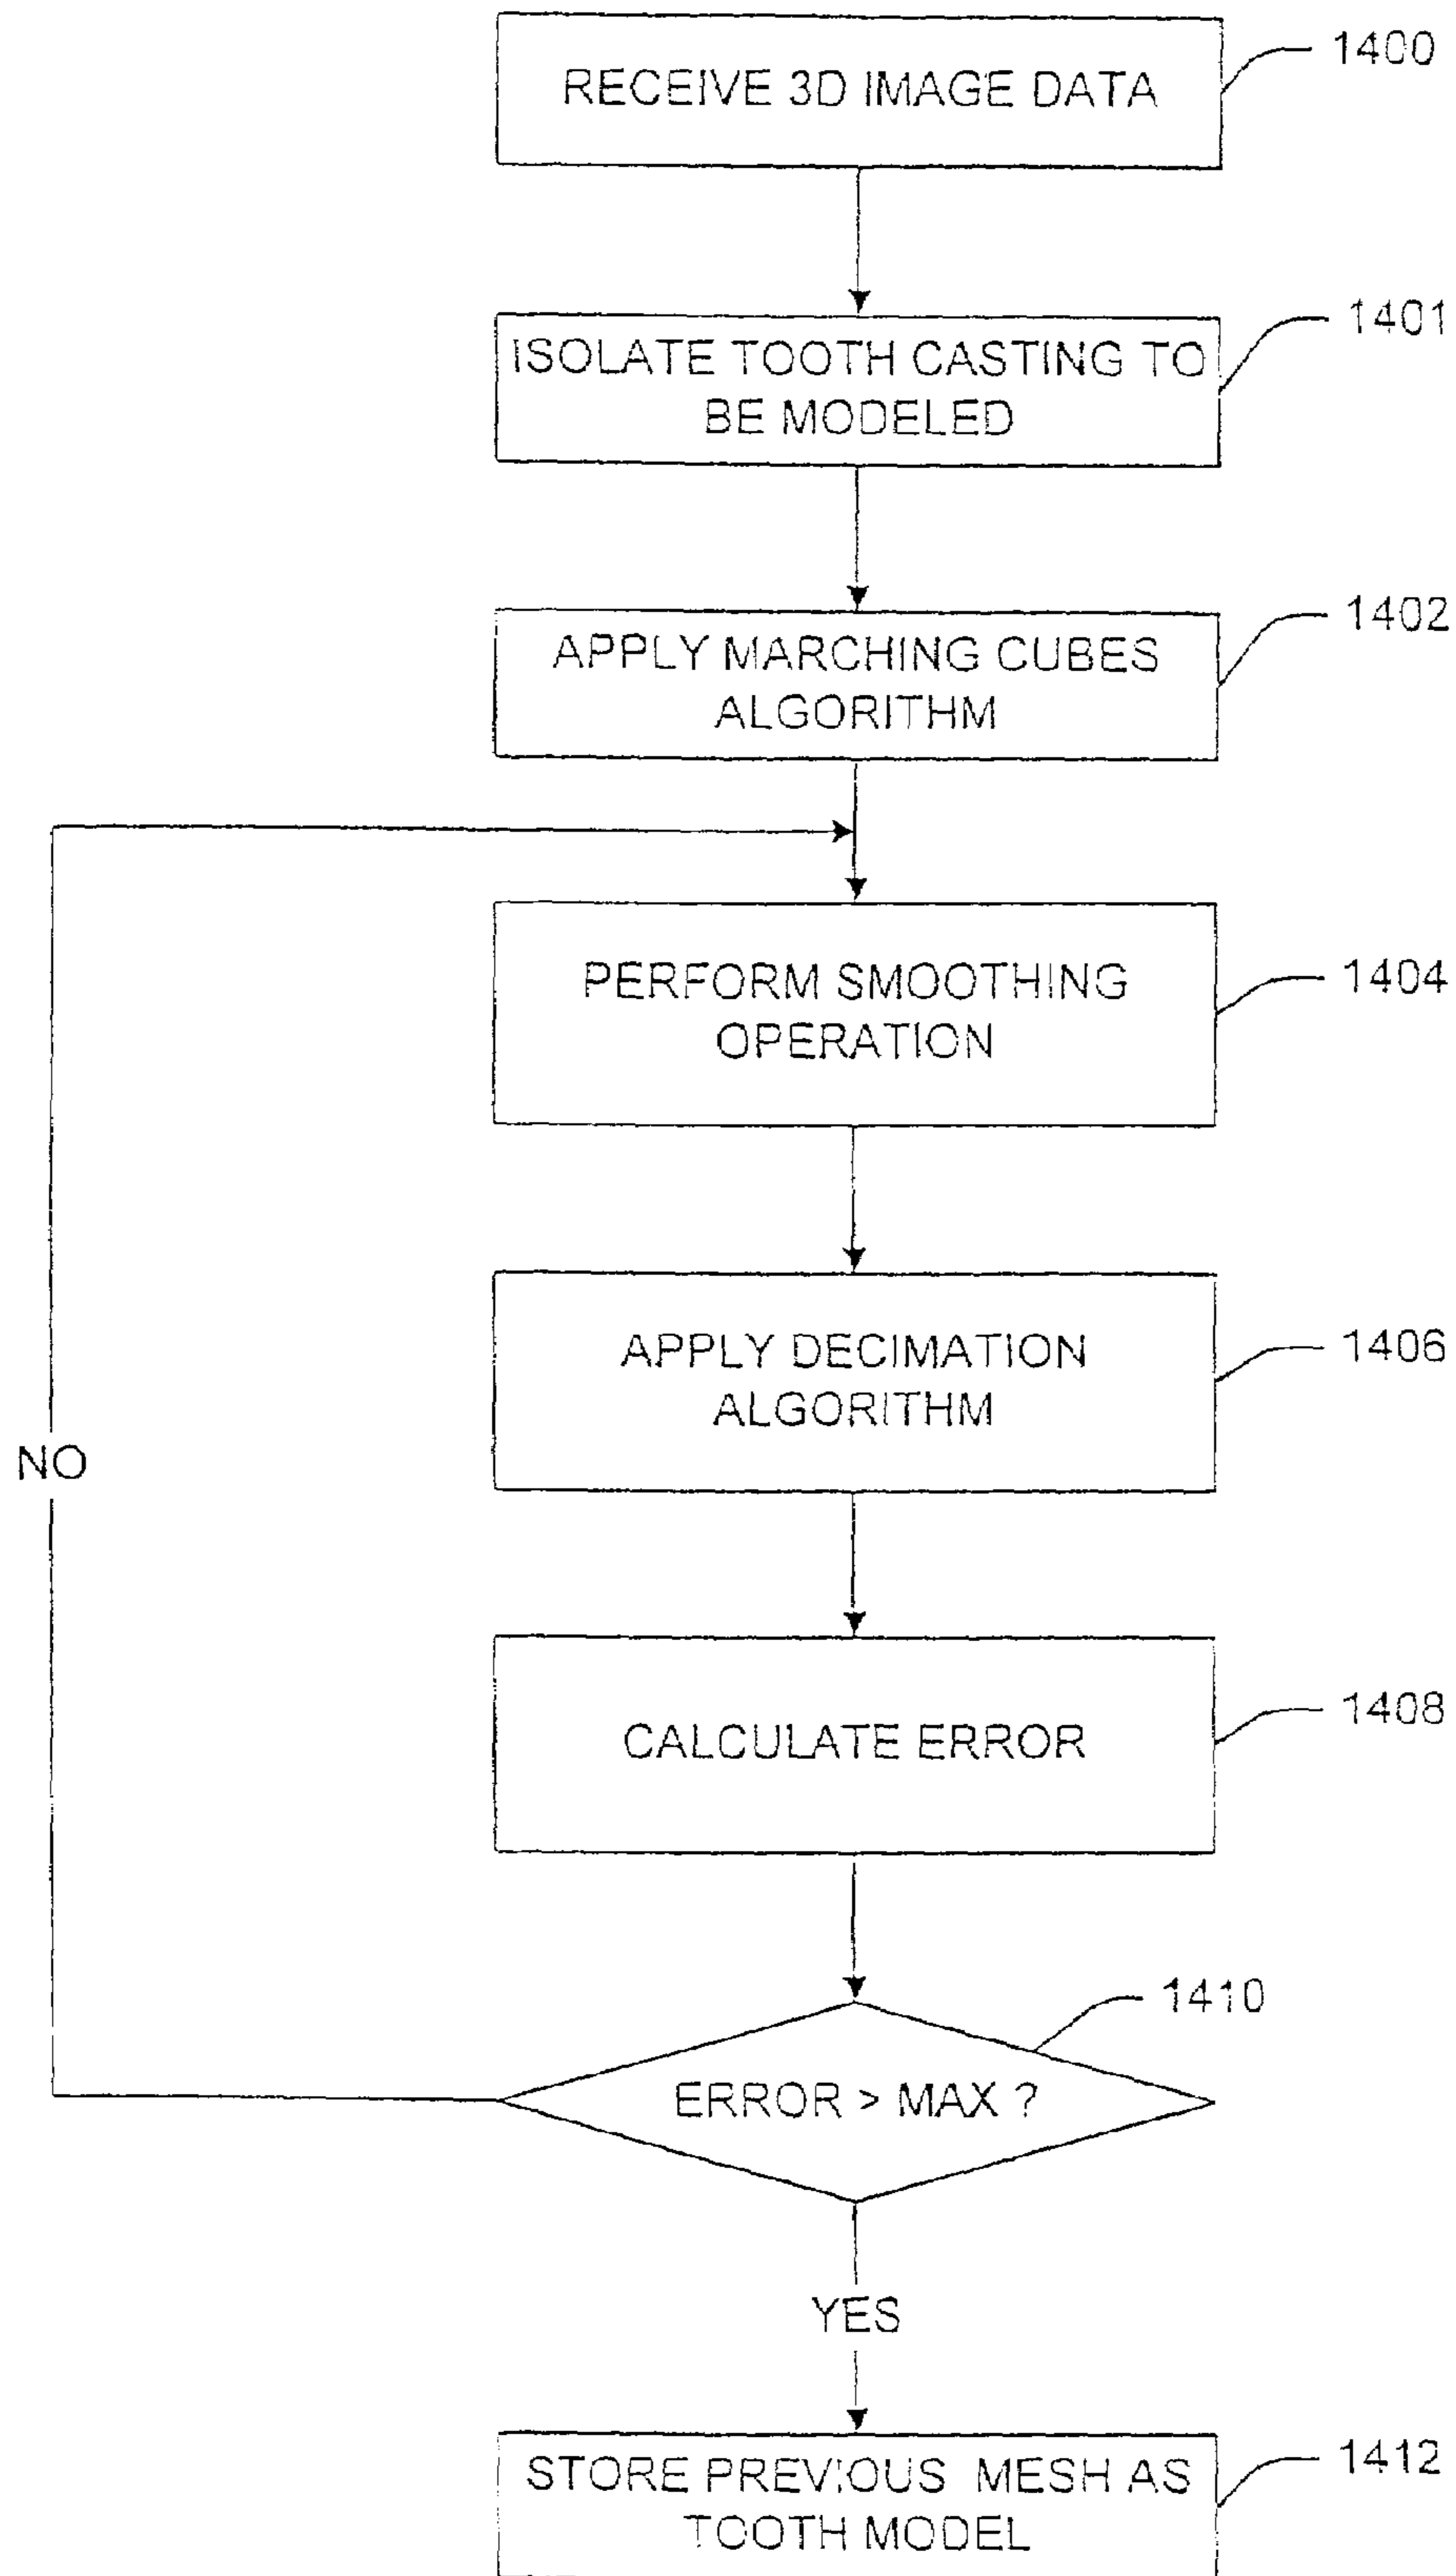 RECEIVE 3D IMAGE DATA
1400
ISOLATE TOOTH CASTING TO
BE MODELED
1401
APPLY MARCHING CUBES
ALGORITHM
1402
PERFORM SMOOTHING
OPERATION
1404
APPLY DECIMATION
ALGORITHM
1406
NO
CALCULATE ERROR
1408
1410
ERROR > MAX ?
YES
STORE PREVIOUS MESH AS
TOOTH MODEL
1412